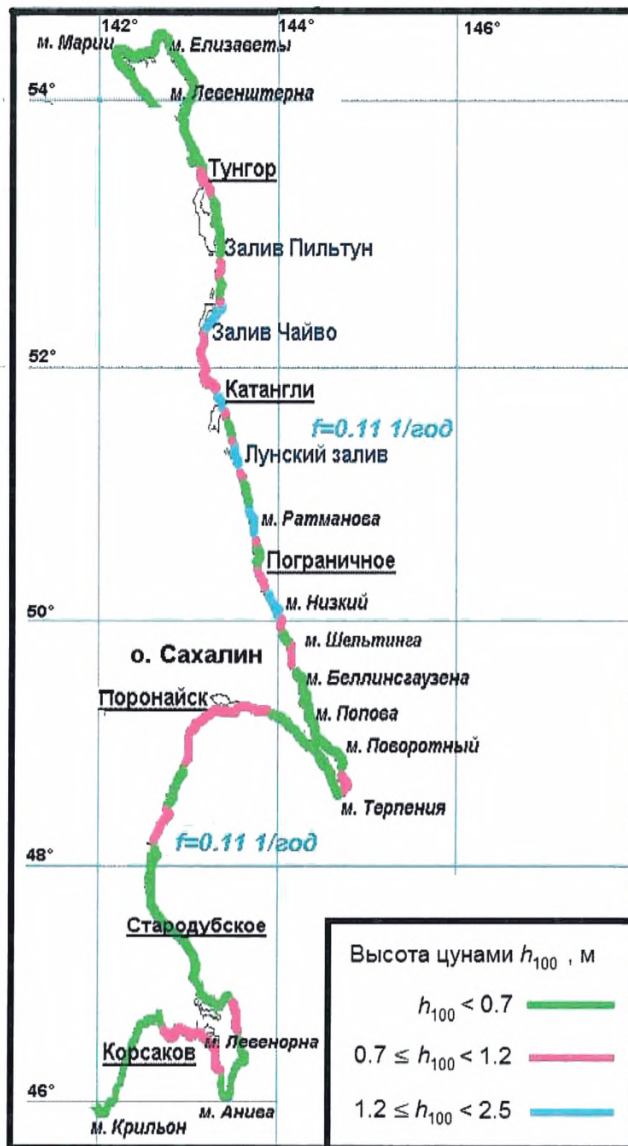 142° 144° 146°
м. Марии
м. Елизаветы
54°
м. Левенштерна
Тунгор
Залив Пильтун
Залив Чайво
52°
Катангли
f=0.11 1/год
Лунский залив
м. Ратманова
Пограничное
м. Низкий
50°
м. Шельтинга
о. Сахалин
м. Беллинсгаузена
Поронайск
м. Попова
м. Поворотный
м. Терпения
f=0.11 1/год
48°
Стародубское
м. Левенорна
Корсаков
46°
м. Анива
м. Крильон
Высота цунами h₁₀₀ , м
h₁₀₀ < 0.7
0.7 ≤ h₁₀₀ < 1.2
1.2 ≤ h₁₀₀ < 2.5